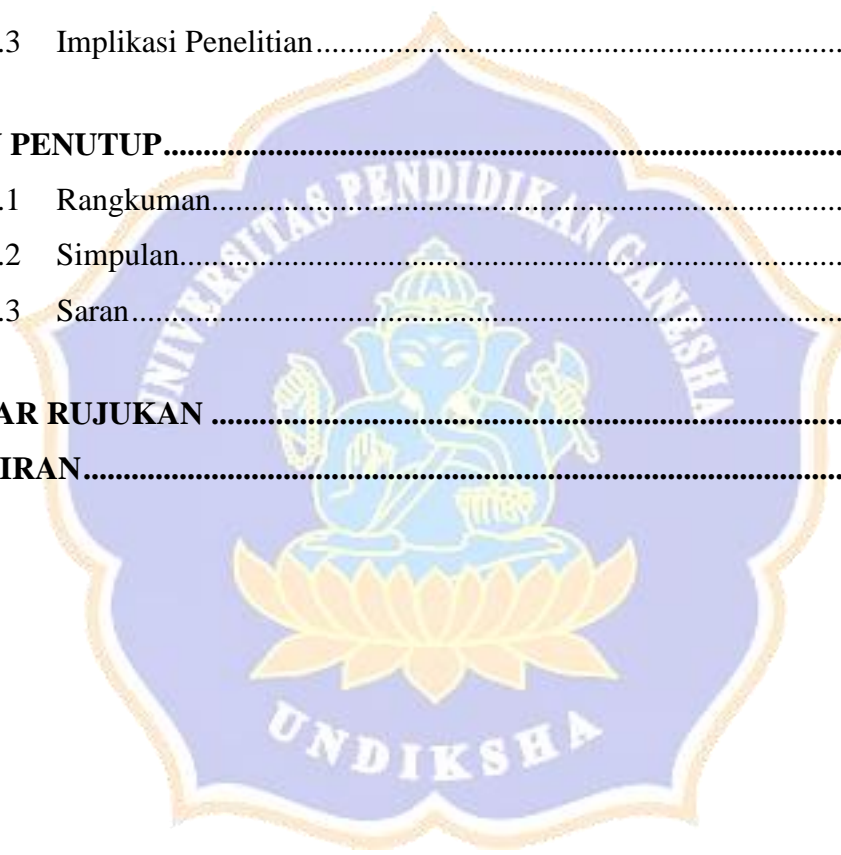 .3 Implikasi Penelitian........................................................................
PENUTUP.......................................................................................
.1 Rangkuman....................................................................................
.2 Simpulan........................................................................................
.3 Saran..............................................................................................
AR RUJUKAN ................................................................................
IRAN................................................................................................
UNIVERSITAS PENDIDIKAN GANESHA
UNDIKSHA